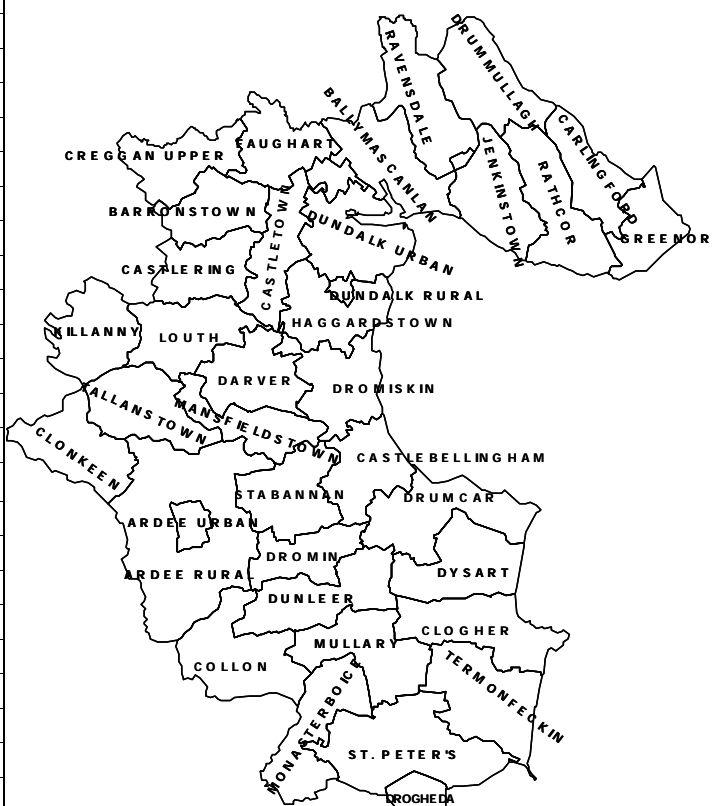 DRUMMULLAGH
RAVENSDALE
BALLYMASCANLAN
CARLINGFORD
FAUGHART
CREGGAN UPPER
JENKINSTOWN
RATHCOR
BARRONSTOWN
CASTLETOWN
DUNDALK URBAN
GREENOR
CASTLERING
DUNDALK RURAL
HAGGARDSTOWN
KILLANNY
LOUTH
DARVER
DROMISKIN
TALLANSTOWN
MANSFIELDSTOWN
CLONKEEN
CASTLEBELLINGHAM
STABANNAN
DRUMCAR
ARDEE URBAN
DROMIN
ARDEE RURAL
DYSART
DUNLEER
CLOGHER
MULLARY
COLLON
TERMONFECKIN
MONASTERBOICE
ST. PETER'S
DROGHEDA